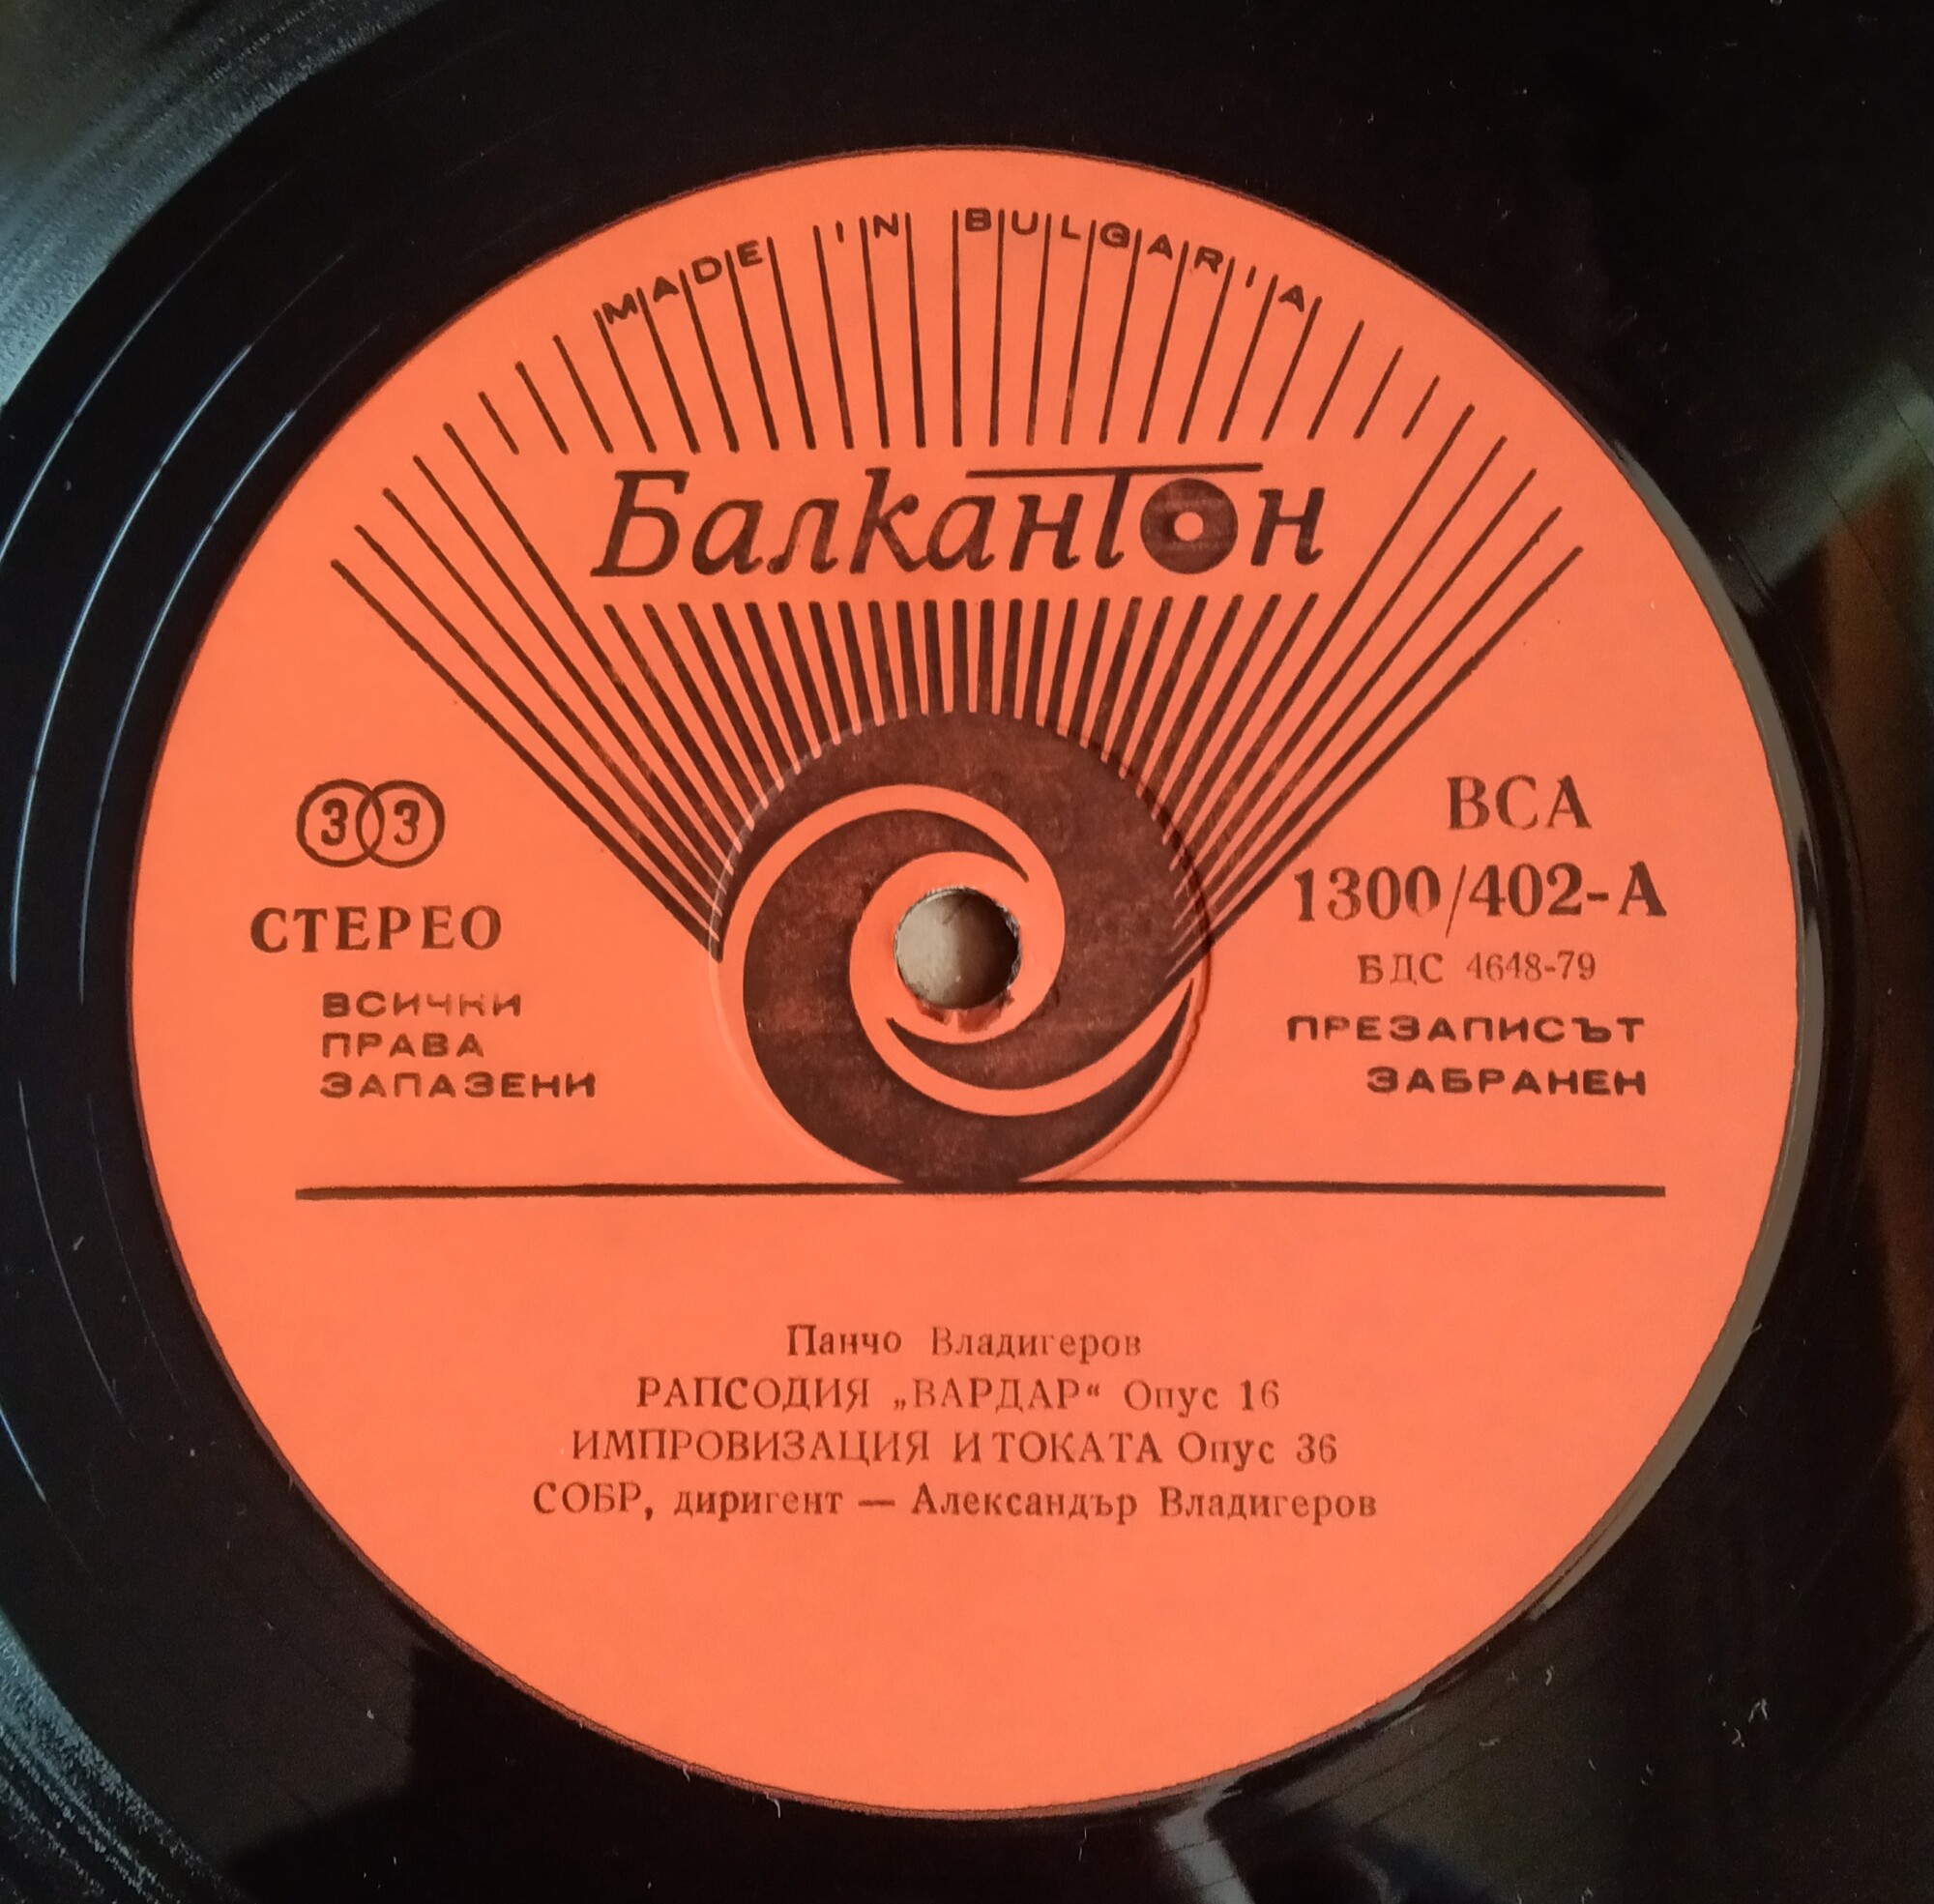 MADE IN BULGARIA
Балкантон
33
СТЕРЕО
ВСИЧКИ
ПРАВА
ЗАПАЗЕНИ
ВСА
1300/402-А
БДС 4648-79
ПРЕЗАПИСЪТ
ЗАБРАНЕН
Панчо Владигеров
РАПСОДИЯ „ВАРДАР“ Опус 16
ИМПРОВИЗАЦИЯ И ТОКАТА Опус 36
СОБР, диригент — Александър Владигеров